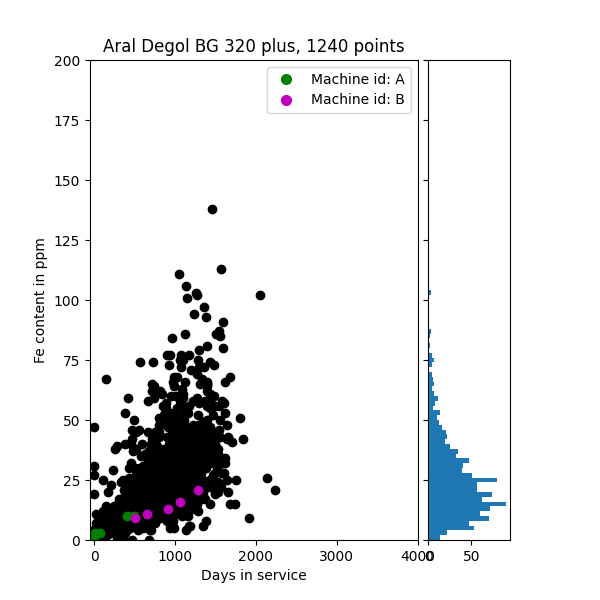 Aral Degol BG 320 plus, 1240 points
Machine id: A
Machine id: B
Fe content in ppm
200
175
150
125
100
75
50
25
0
0 1000 2000 3000 4000
0 50
Days in service